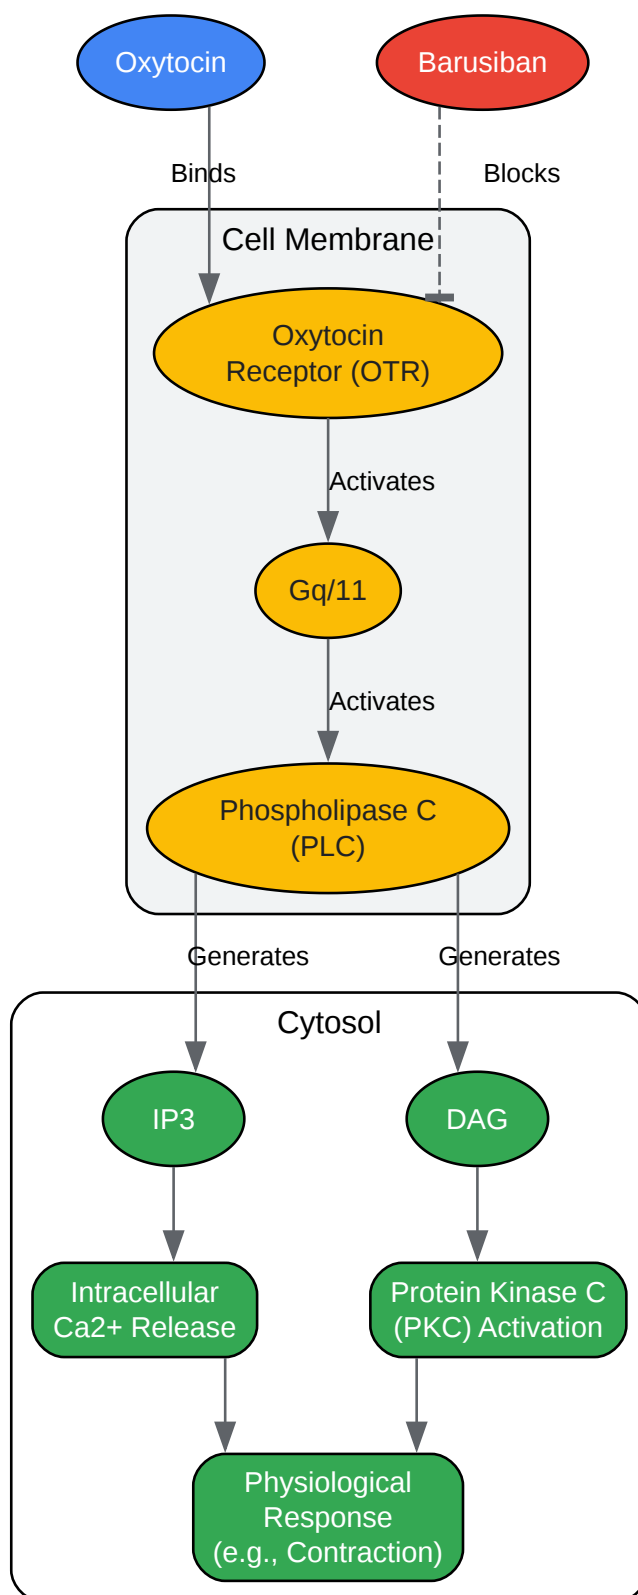 Oxytocin
Barusiban
Binds
Blocks
Cell Membrane
Oxytocin
Receptor (OTR)
Activates
Gq/11
Activates
Phospholipase C
(PLC)
Generates
Generates
Cytosol
IP3
DAG
Intracellular
Ca2+ Release
Protein Kinase C
(PKC) Activation
Physiological
Response
(e.g., Contraction)